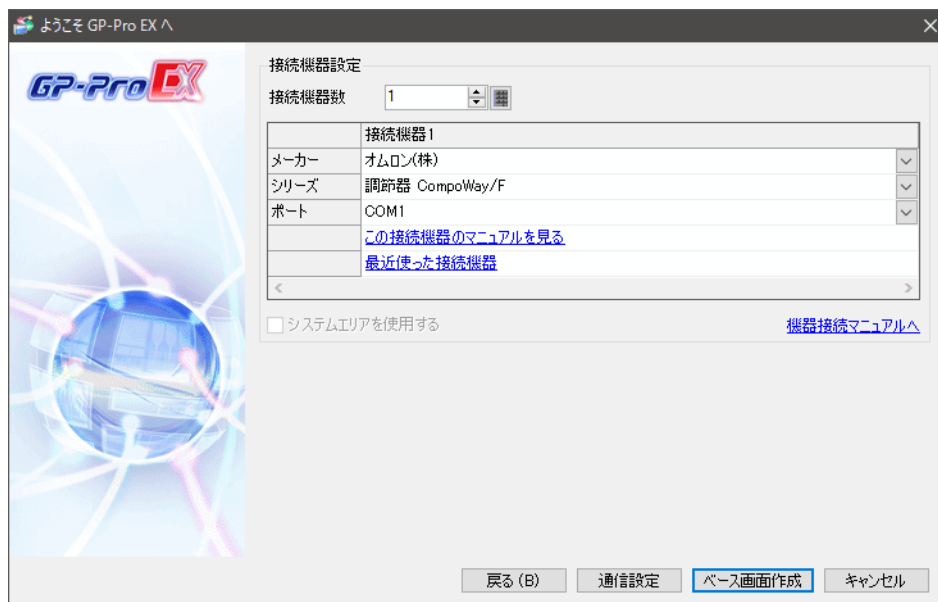 ようこそ GP-Pro EX へ
GP-Pro EX
接続機器設定
接続機器数 1
接続機器1
メーカー オムロン(株)
シリーズ 調節器 CompoWay/F
ポート COM1
この接続機器のマニュアルを見る
最近使った接続機器
システムエリアを使用する 機器接続マニュアルへ
戻る(B) 通信設定 ベース画面作成 キャンセル